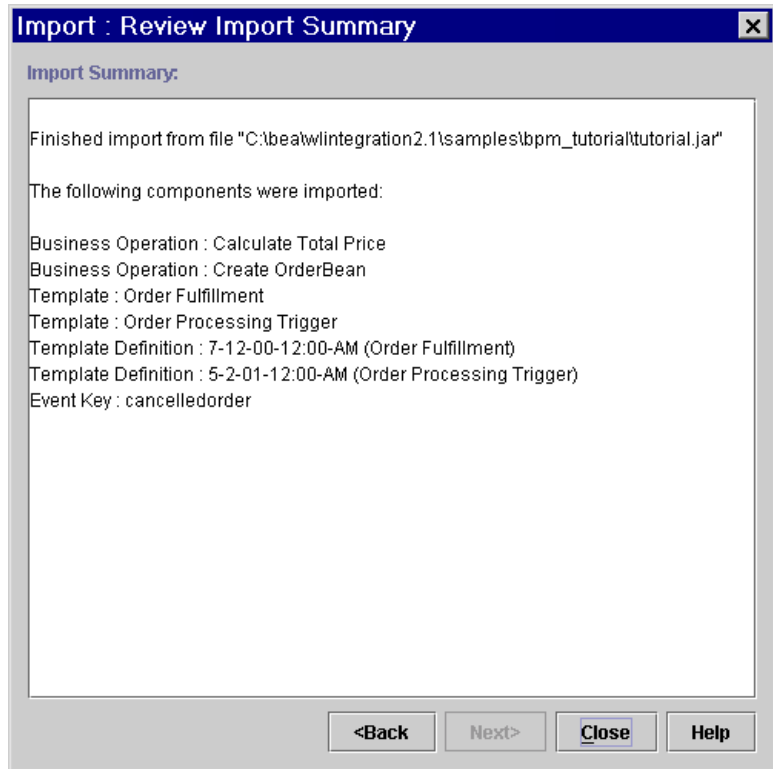 Import : Review Import Summary
Import Summary:
Finished import from file "C:\bea\wlintegration2.1\samples\bpm_tutorial\tutorial.jar"
The following components were imported:
Business Operation : Calculate Total Price
Business Operation : Create OrderBean
Template : Order Fulfillment
Template : Order Processing Trigger
Template Definition : 7-12-00-12:00-AM (Order Fulfillment)
Template Definition : 5-2-01-12:00-AM (Order Processing Trigger)
Event Key : cancelledorder
<Back Next> Close Help